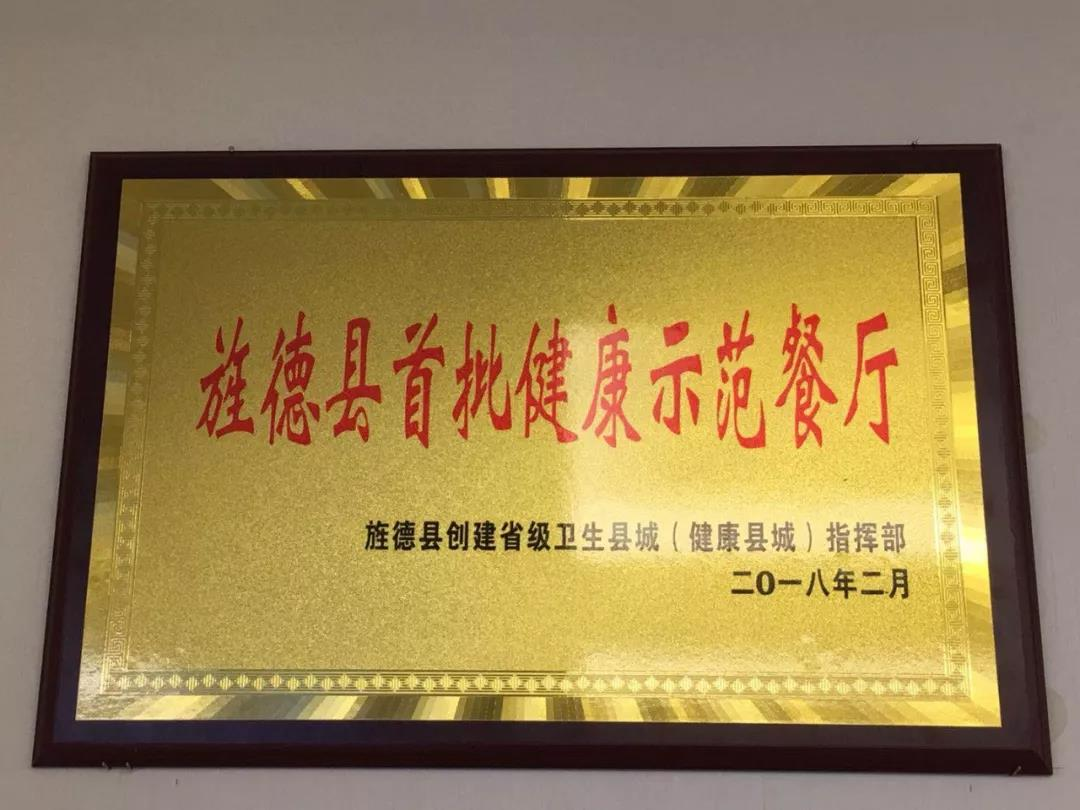 旌德县首批健康示范餐厅
旌德县创建省级卫生县城（健康县城）指挥部
二0一八年二月